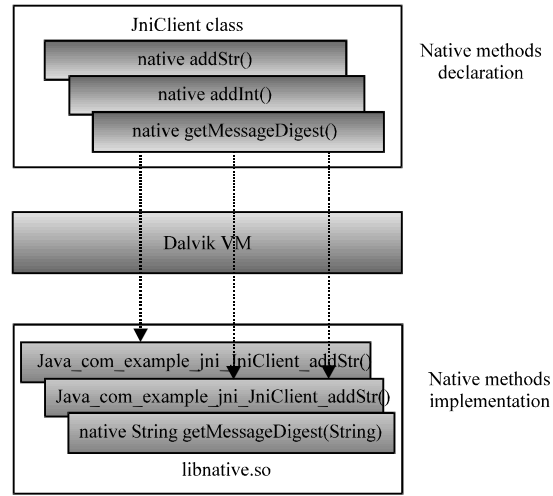 JniClient class
native addStr()
native addInt()
native getMessageDigest()
Native methods
declaration
Dalvik VM
Java_com_example_jni_JniClient_addStr()
Java_com_example_jni_JniClient_addStr()
native String getMessageDigest(String)
libnative.so
Native methods
implementation